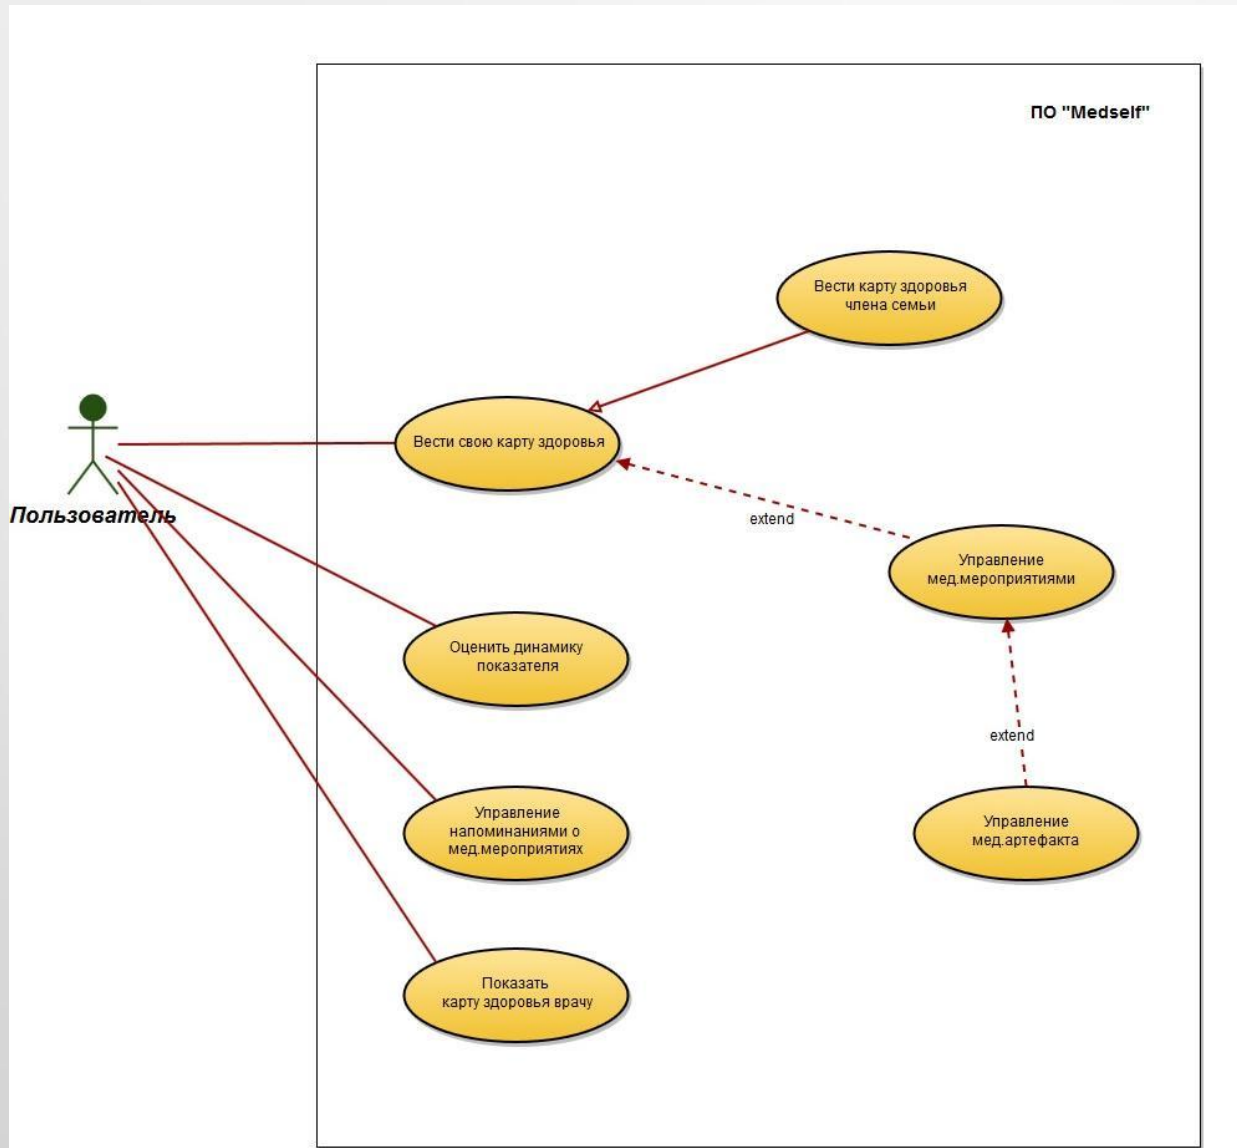 ПО "Medself"
Вести карту здоровья
члена семьи
Вести свою карту здоровья
Пользователь
extend
Управление
мед.мероприятиями
Оценить динамику
показателя
extend
Управление
напоминаниями о
мед.мероприятиях
Управление
мед.артефакта
Показать
карту здоровья врачу